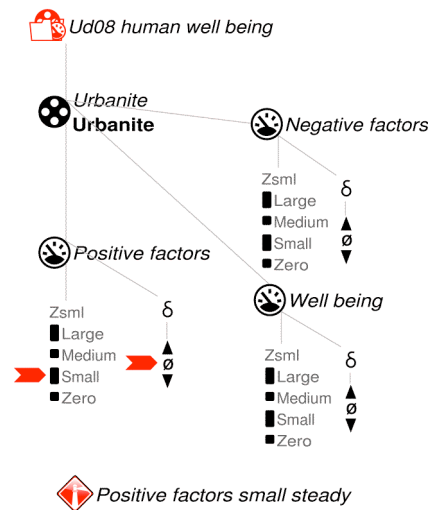 Ud08 human well being
Urbanite
Urbanite
Negative factors
Zsml
δ
Large
Medium
Small
ø
Zero
Positive factors
Zsml
δ
Large
Medium
ø
Small
Zero
Well being
Zsml
δ
Large
Medium
ø
Small
Zero
Positive factors small steady